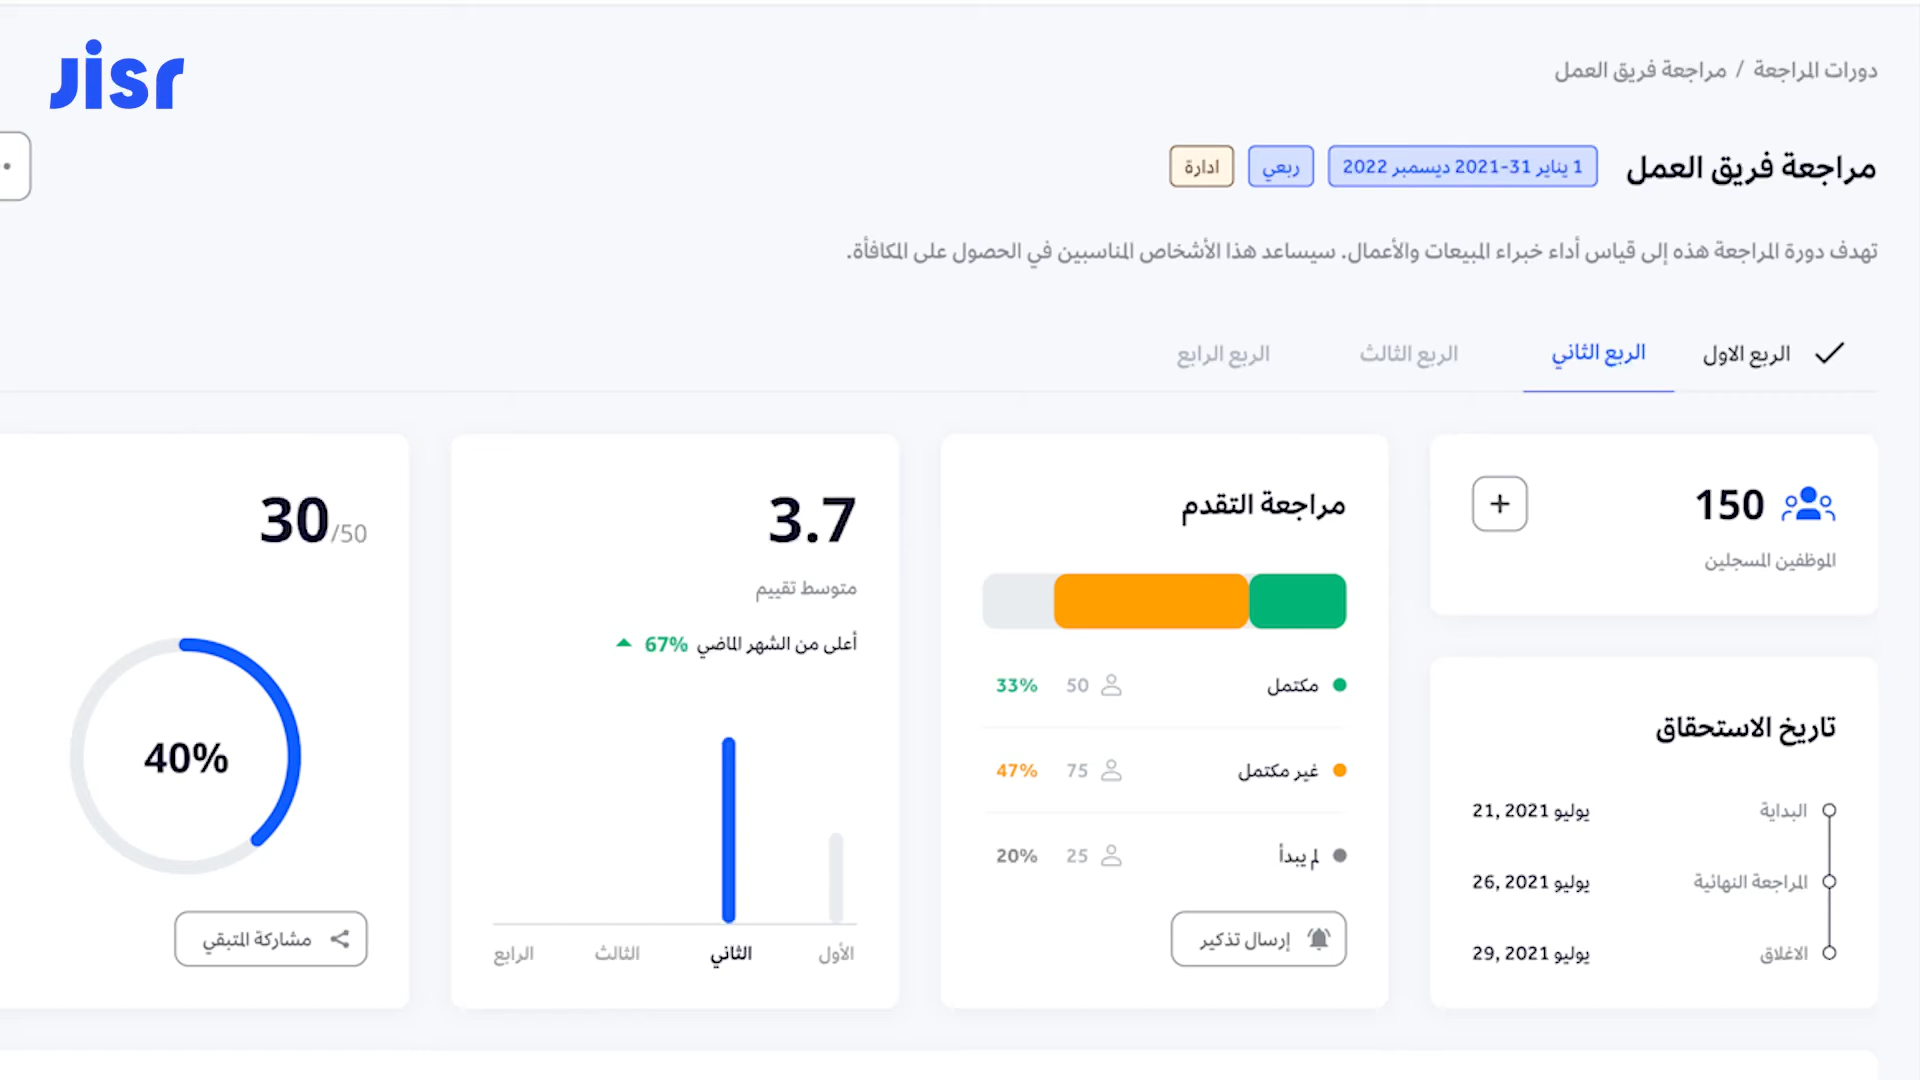 Jisr
دورات المراجعة / مراجعة فريق العمل
مراجعة فريق العمل
1 يناير 31-2021 ديسمبر 2022
ربعي
ادارة
تهدف دورة المراجعة هذه إلى قياس أداء خبراء المبيعات والأعمال. سيساعد هذا الأشخاص المناسبين في الحصول على المكافأة.
الربع الاول
الربع الثاني
الربع الثالث
الربع الرابع
150
الموظفين المسجلين
تاريخ الاستحقاق
البداية يوليو 21, 2021
المراجعة النهائية يوليو 26, 2021
الاغلاق يوليو 29, 2021
مراجعة التقدم
مكتمل 50 33%
غير مكتمل 75 47%
لم يبدأ 25 20%
إرسال تذكير
3.7
متوسط تقييم
أعلى من الشهر الماضي 67%
الأول الثاني الثالث الرابع
30/50
40%
مشاركة المتبقي